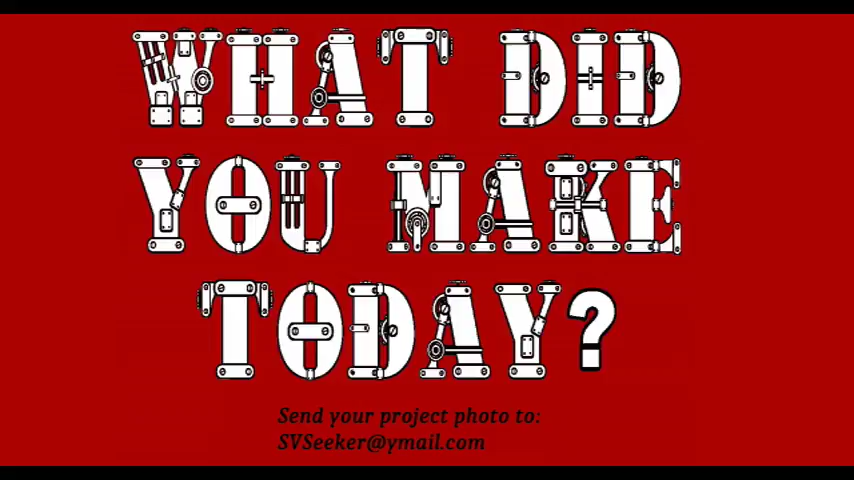 WHAT DID
YOU MAKE
TODAY?
Send your project photo to:
SVSeeker@ymail.com